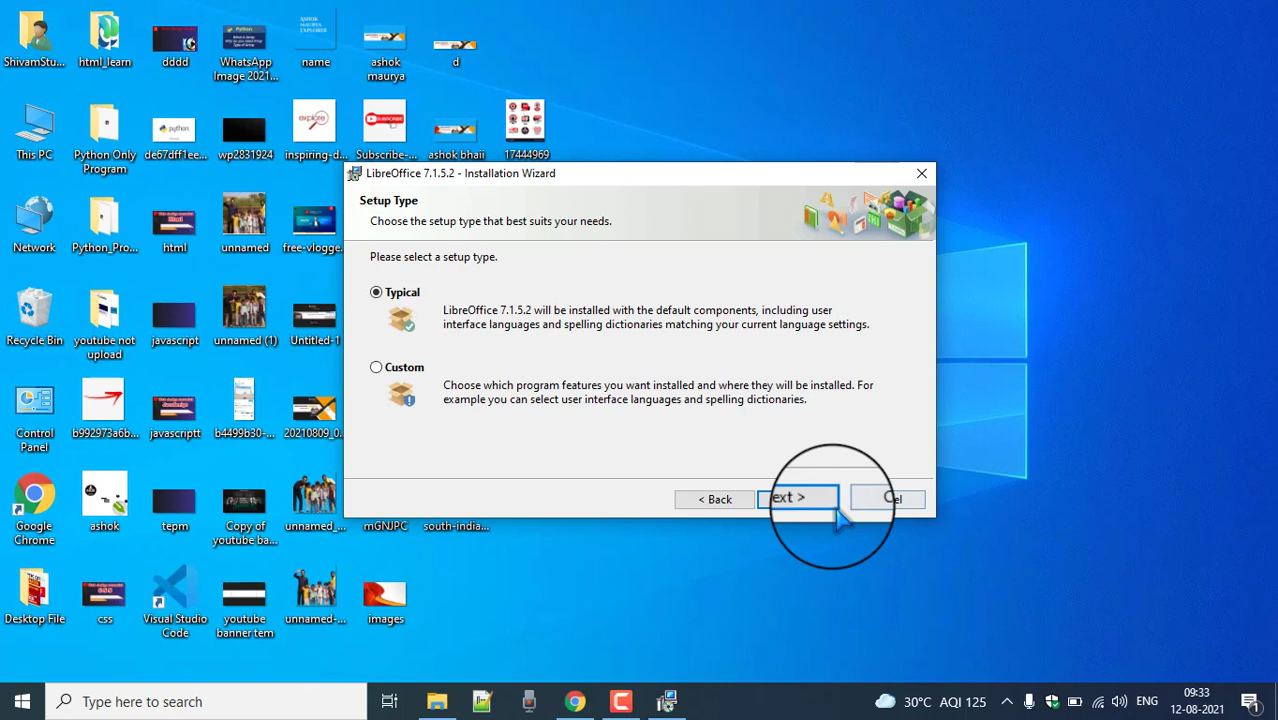 ShivamStu...
html_learn
dddd
WhatsApp
Image 2021...
name
ashok
maurya
d
This PC
Python Only
Program
de67dff1ee...
wp2831924
inspiring-d...
Subscribe-...
ashok bhaii
17444969
LibreOffice 7.1.5.2 - Installation Wizard
Setup Type
Choose the setup type that best suits your needs.
Network
Python_Pro...
html
unnamed
free-vlogge...
Please select a setup type.
Typical
LibreOffice 7.1.5.2 will be installed with the default components, including user
interface languages and spelling dictionaries matching your current language settings.
Recycle Bin
youtube not
upload
javascript
unnamed (1)
Untitled-1
Custom
Choose which program features you want installed and where they will be installed. For
example you can select user interface languages and spelling dictionaries.
Control
Panel
b992973a6b...
javascriptt
b4499b30-...
20210809_0...
< Back
ext >
C el
Google
Chrome
ashok
tepm
Copy of
youtube ba...
unnamed_...
mGNJPC
south-india...
Desktop File
css
Visual Studio
Code
youtube
banner tem
unnamed-...
images
Type here to search
30°C AQI 125
ENG
09:33
12-08-2021